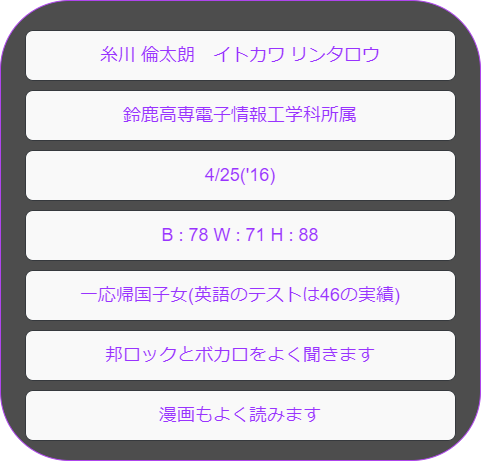 糸川 倫太朗　イトカワ リンタロウ
鈴鹿高専電子情報工学科所属
4/25('16)
B : 78 W : 71 H : 88
一応帰国子女(英語のテストは46の実績)
邦ロックとボカロをよく聞きます
漫画もよく読みます